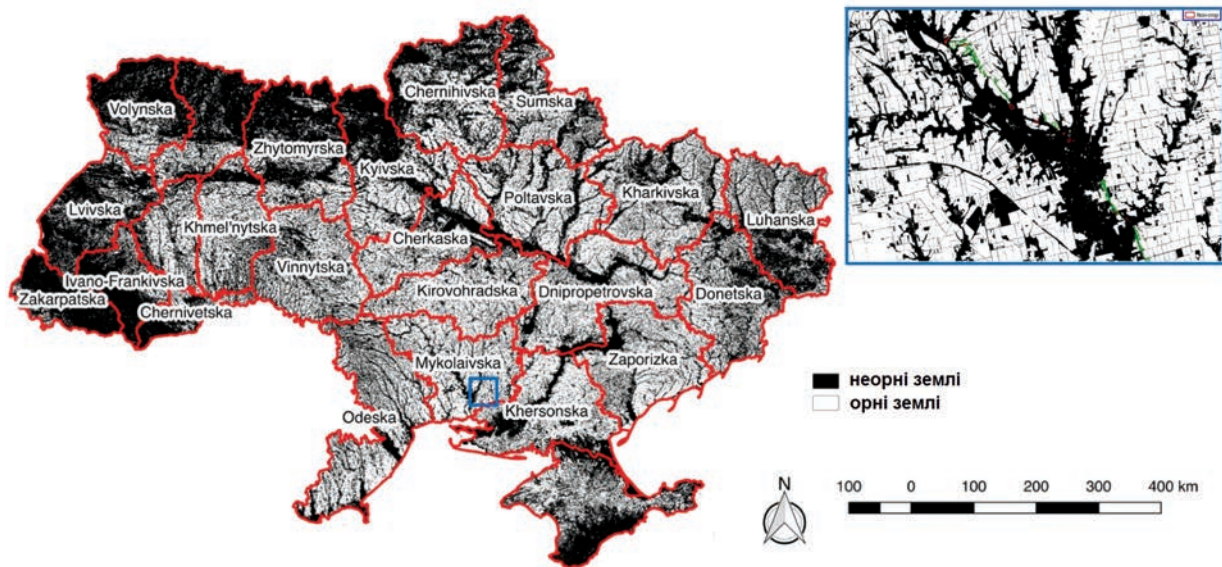 Chernihivska
Sumska
Volynska
Zhytomyrska
Kyivska
Poltavska
Kharkivska
Lvivska
Luhanska
Khmel'nytska
Cherkaska
Vinnytska
Ivano-Frankivska
Zakarpatska
Chernivetska
Kirovohradska
Dnipropetrovska
Donetska
Mykolaivska
Zaporizka
Odeska
Khersonska
неорні землі
орні землі
N
100 0 100 200 300 400 km